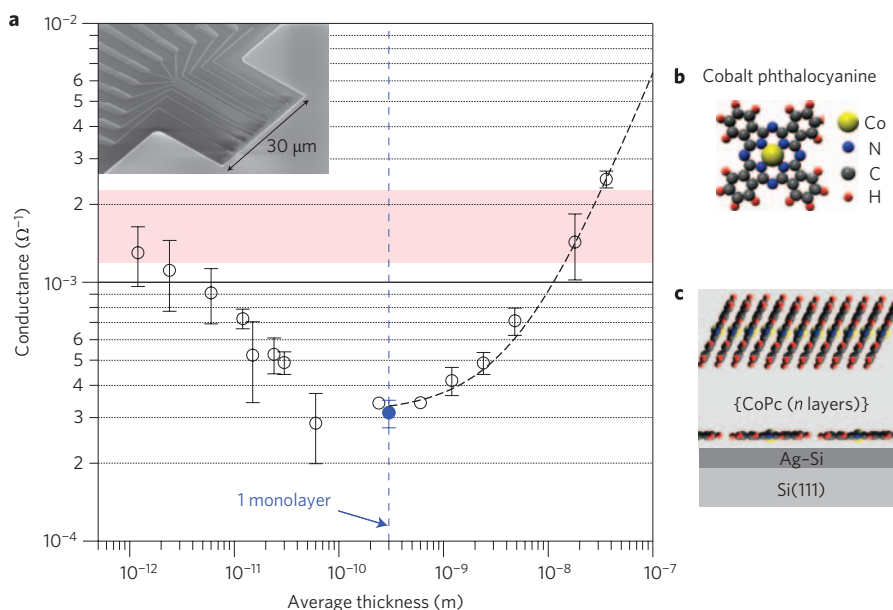 a
10⁻²
6
5
4
3
2
10⁻³
6
5
4
3
2
10⁻⁴
Conductance (Ω⁻¹)
30 μm
1 monolayer
10⁻¹²
10⁻¹¹
10⁻¹⁰
10⁻⁹
10⁻⁸
10⁻⁷
Average thickness (m)
b Cobalt phthalocyanine
Co
N
C
H
c
{CoPc (n layers)}
Ag–Si
Si(111)